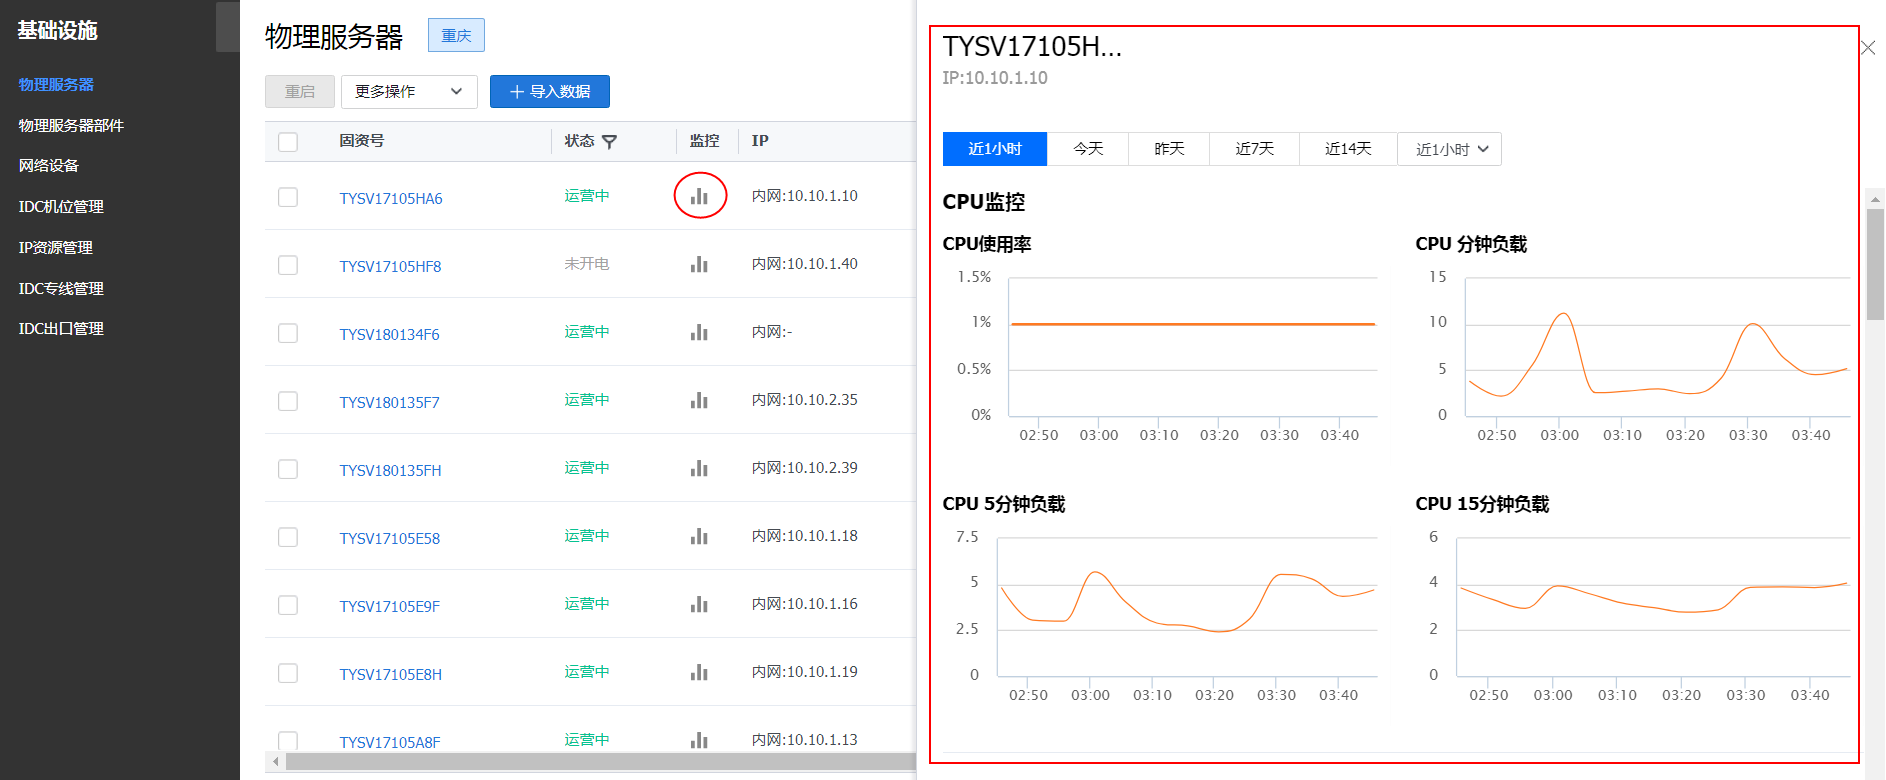 基础设施
物理服务器
物理服务器部件
网络设备
IDC机位管理
IP资源管理
IDC专线管理
IDC出口管理
物理服务器 重庆
重启 更多操作 导入数据
固资号 状态 监控 IP
TYSV17105HA6 运营中 内网:10.10.1.10
TYSV17105HF8 未开电 内网:10.10.1.40
TYSV180134F6 运营中 内网:-
TYSV180135F7 运营中 内网:10.10.2.35
TYSV180135FH 运营中 内网:10.10.2.39
TYSV17105E58 运营中 内网:10.10.1.18
TYSV17105E9F 运营中 内网:10.10.1.16
TYSV17105E8H 运营中 内网:10.10.1.19
TYSV17105A8F 运营中 内网:10.10.1.13
TYSV17105H...
IP:10.10.1.10
近1小时 今天 昨天 近7天 近14天 近1小时
CPU监控
CPU使用率
1.5%
1%
0.5%
0%
02:50 03:00 03:10 03:20 03:30 03:40
CPU 分钟负载
15
10
5
0
02:50 03:00 03:10 03:20 03:30 03:40
CPU 5分钟负载
7.5
5
2.5
0
02:50 03:00 03:10 03:20 03:30 03:40
CPU 15分钟负载
6
4
2
0
02:50 03:00 03:10 03:20 03:30 03:40